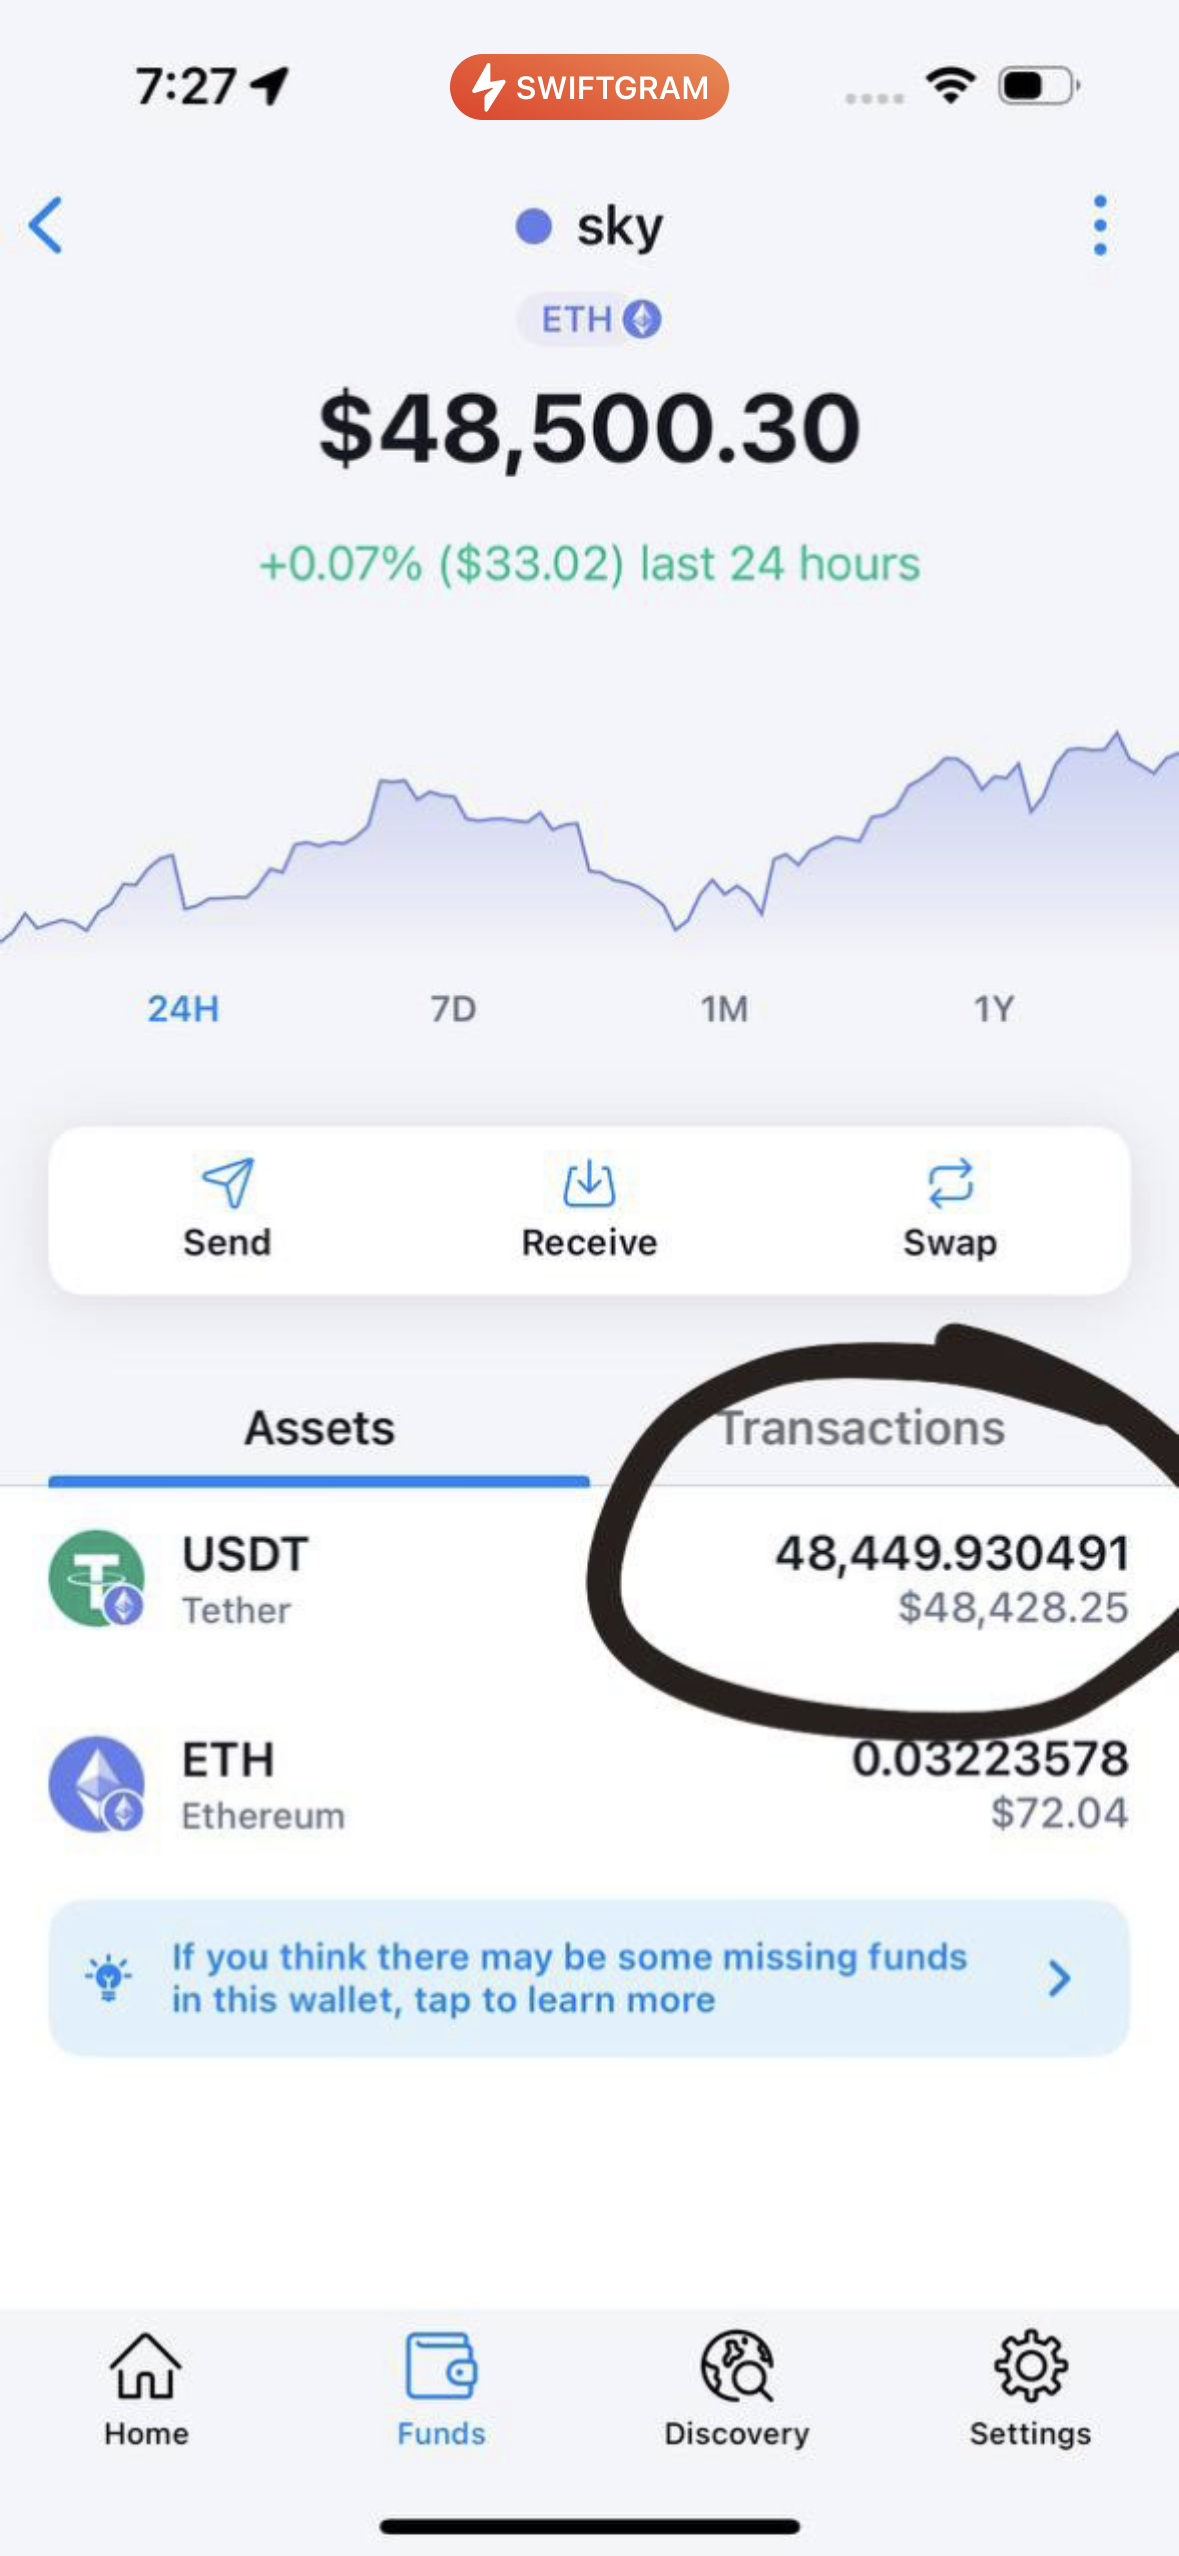 7:27
SWIFTGRAM
sky
ETH
$48,500.30
+0.07% ($33.02) last 24 hours
24H 7D 1M 1Y
Send Receive Swap
Assets Transactions
USDT 48,449.930491
Tether $48,428.25
ETH 0.03223578
Ethereum $72.04
If you think there may be some missing funds
in this wallet, tap to learn more
Home Funds Discovery Settings